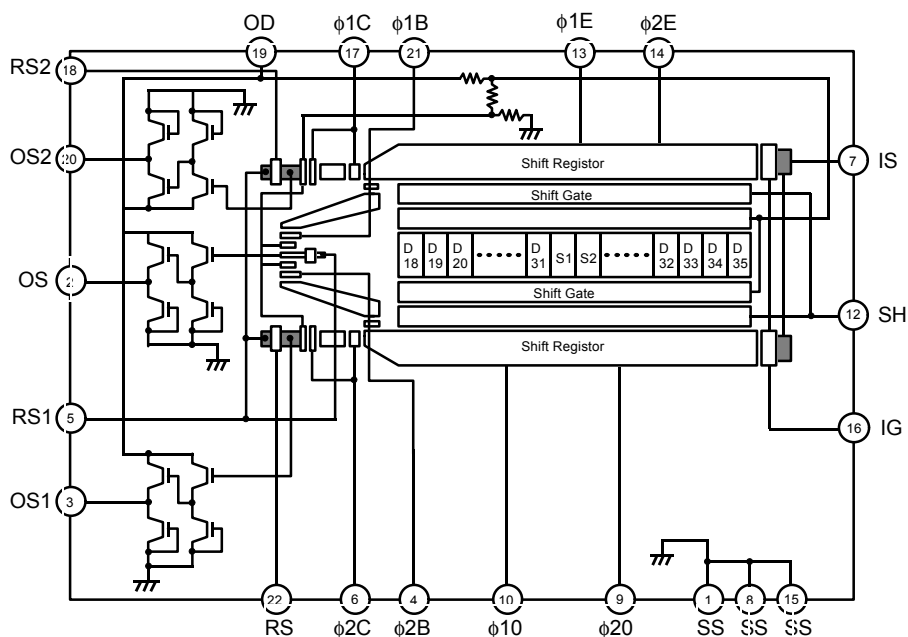 OD φ1C φ1B φ1E φ2E
19 17 21 13 14
RS2 18
OS2 20
Shift Registor
7 IS
Shift Gate
D 18 D 19 D 20 D 31 S1 S2 D 32 D 33 D 34 D 35
OS 2
Shift Gate
12 SH
Shift Registor
RS1 5
16 IG
OS1 3
22 6 4 10 9 1 8 15
RS φ2C φ2B φ10 φ20 SS SS SS